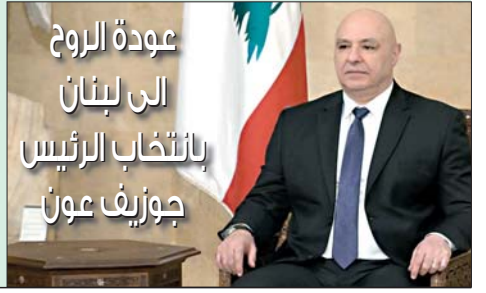 عودة الروح
الى لبنان
بانتخاب الرئيس
جوزيف عون